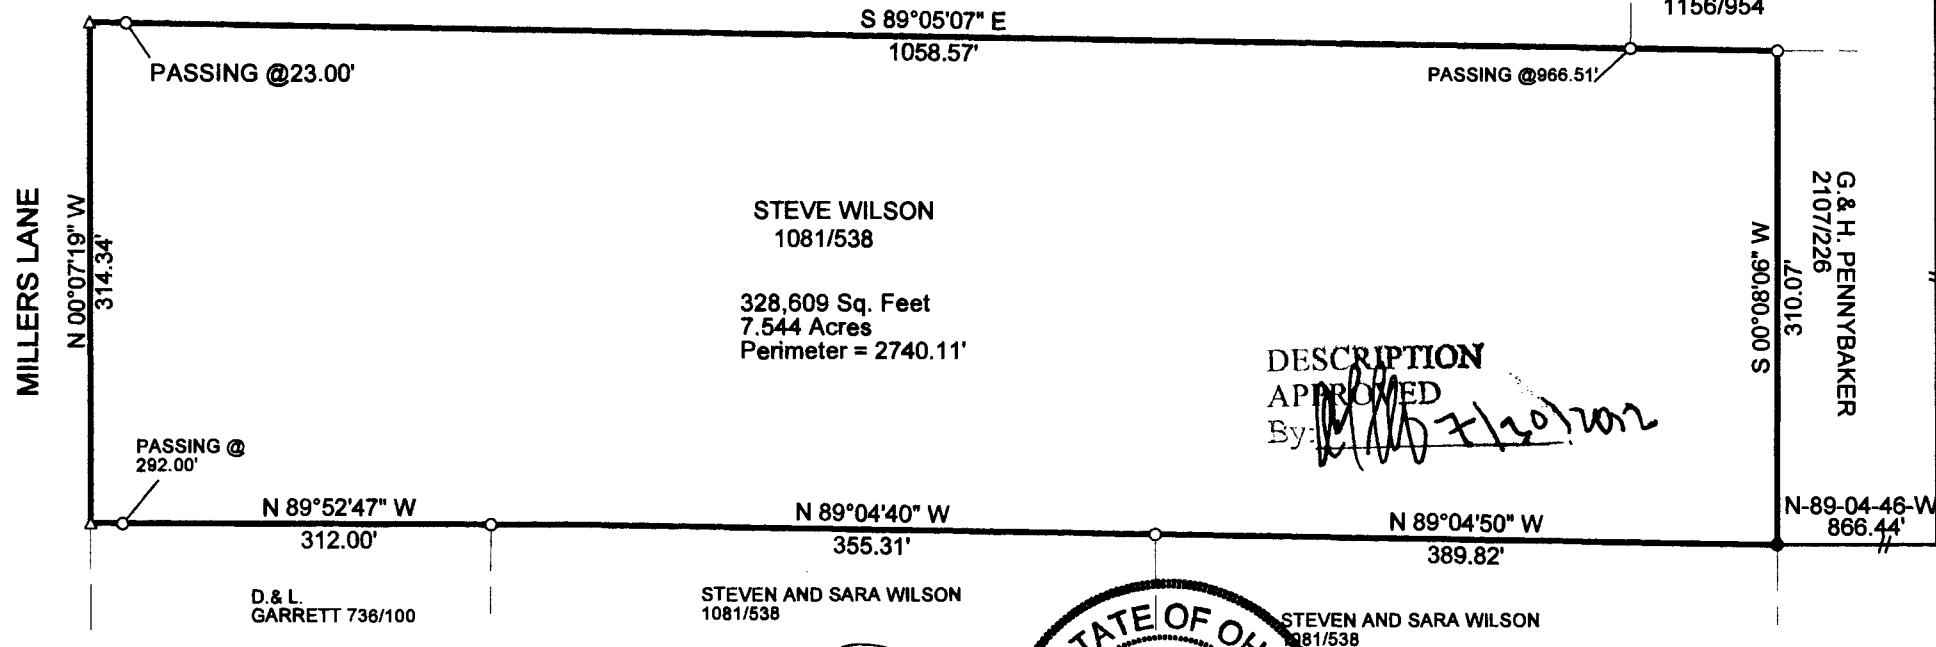 1156/954
S 89°05'07" E
1058.57'
PASSING @23.00'
PASSING @966.51'
MILLERS LANE
N 00°07'19" W
314.34'
STEVE WILSON
1081/538
328,609 Sq. Feet
7.544 Acres
Perimeter = 2740.11'
S 00°08'06" W
310.07'
G.& H. PENNYBAKER
2107/226
DESCRIPTION
APPROVED
By: 7/20/2012
PASSING @
292.00'
N 89°52'47" W
312.00'
N 89°04'40" W
355.31'
N 89°04'50" W
389.82'
N-89-04-46-W
866.44'
D.& L.
GARRETT 736/100
STEVEN AND SARA WILSON
1081/538
STATE OF OH
STEVEN AND SARA WILSON
1081/538